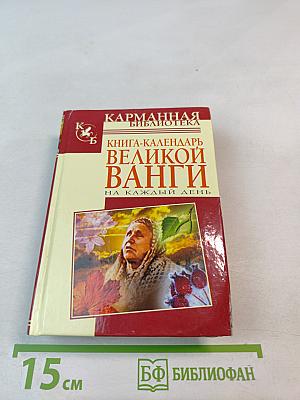 К
Б
КАРМАННАЯ
БИБЛИОТЕКА
КНИГА-КАЛЕНДАРЬ
ВЕЛИКОЙ
ВАНГИ
НА КАЖДЫЙ ДЕНЬ
15 см
БФ БИБЛИОФАН